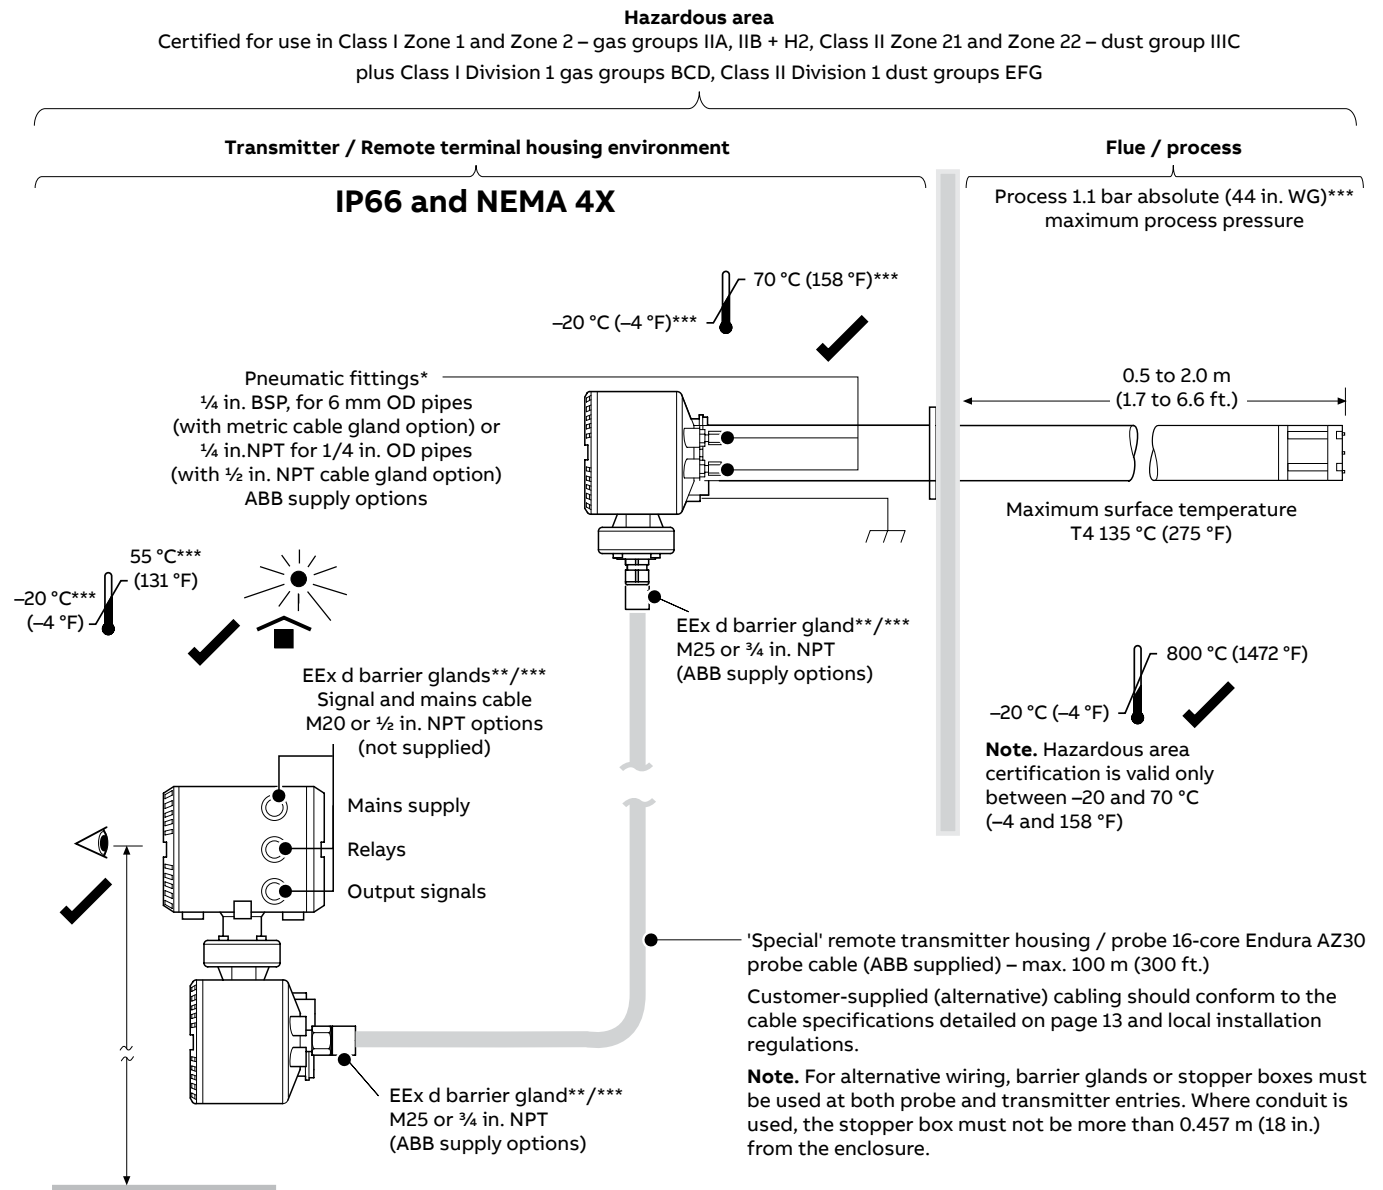 Hazardous area
Certified for use in Class I Zone 1 and Zone 2 – gas groups IIA, IIB + H2, Class II Zone 21 and Zone 22 – dust group IIIC
plus Class I Division 1 gas groups BCD, Class II Division 1 dust groups EFG
Transmitter / Remote terminal housing environment
IP66 and NEMA 4X
Flue / process
Process 1.1 bar absolute (44 in. WG)***
maximum process pressure
70 °C (158 °F)***
–20 °C (–4 °F)***
Pneumatic fittings*
¼ in. BSP, for 6 mm OD pipes
(with metric cable gland option) or
¼ in.NPT for 1/4 in. OD pipes
(with ½ in. NPT cable gland option)
ABB supply options
0.5 to 2.0 m
(1.7 to 6.6 ft.)
Maximum surface temperature
T4 135 °C (275 °F)
55 °C***
(131 °F)
–20 °C***
(–4 °F)
EEx d barrier gland**/***
M25 or ¾ in. NPT
(ABB supply options)
EEx d barrier glands**/***
Signal and mains cable
M20 or ½ in. NPT options
(not supplied)
800 °C (1472 °F)
–20 °C (–4 °F)
Note. Hazardous area
certification is valid only
between –20 and 70 °C
(–4 and 158 °F)
Mains supply
Relays
Output signals
'Special' remote transmitter housing / probe 16-core Endura AZ30
probe cable (ABB supplied) – max. 100 m (300 ft.)
Customer-supplied (alternative) cabling should conform to the
cable specifications detailed on page 13 and local installation
regulations.
Note. For alternative wiring, barrier glands or stopper boxes must
be used at both probe and transmitter entries. Where conduit is
used, the stopper box must not be more than 0.457 m (18 in.)
from the enclosure.
EEx d barrier gland**/***
M25 or ¾ in. NPT
(ABB supply options)